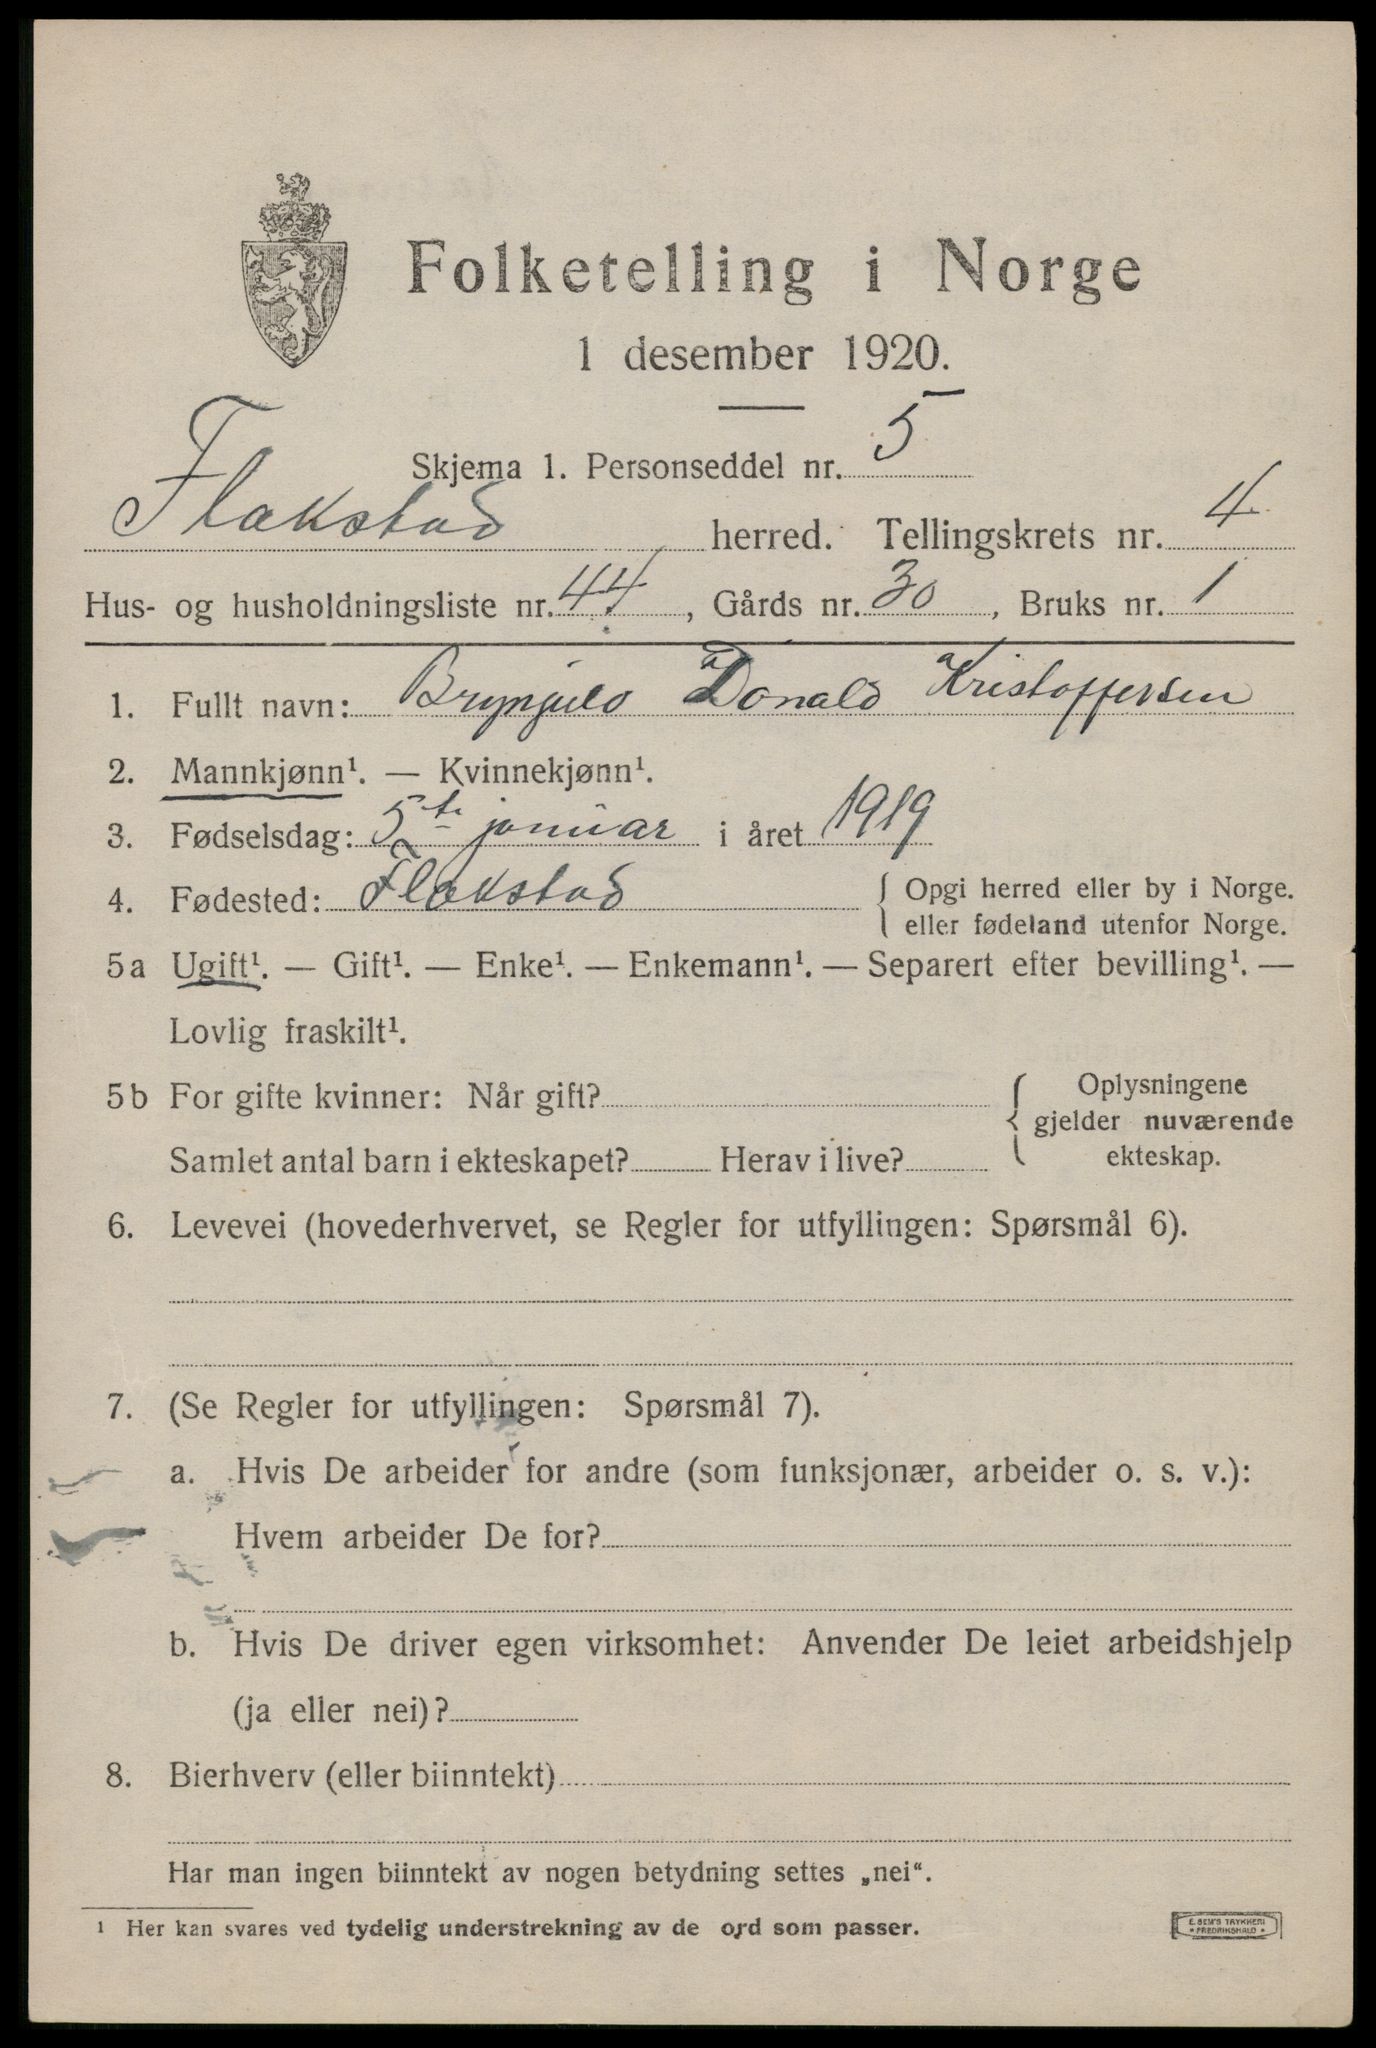 Folketelling i Norge
1 desember 1920.
Skjema 1. Personseddel nr. 5
Flakstad herred. Tellingskrets nr. 4
Hus- og husholdningsliste nr. 44, Gårds nr. 30, Bruks nr. 1
1. Fullt navn: Brynjulv Donald Kristoffersen
2. Mannkjønn¹. — Kvinnekjønn¹.
3. Fødselsdag: 5te januar i året 1919
4. Fødested: Flakstad { Opgi herred eller by i Norge.
eller fødeland utenfor Norge.
5a Ugift¹. — Gift¹. — Enke¹. — Enkemann¹. — Separert efter bevilling¹. —
Lovlig fraskilt¹.
5b For gifte kvinner: Når gift? { Oplysningene
gjelder nuværende
Samlet antal barn i ekteskapet? Herav i live? ekteskap.
6. Levevei (hovederhvervet, se Regler for utfyllingen: Spørsmål 6).
7. (Se Regler for utfyllingen: Spørsmål 7).
a. Hvis De arbeider for andre (som funksjonær, arbeider o. s. v.):
Hvem arbeider De for?
b. Hvis De driver egen virksomhet: Anvender De leiet arbeidshjelp
(ja eller nei)?
8. Bierhverv (eller biinntekt)
Har man ingen biinntekt av nogen betydning settes „nei“.
¹ Her kan svares ved tydelig understrekning av de ord som passer.
E. SEM'S TRYKKERI
* FREDRIKSHALD *